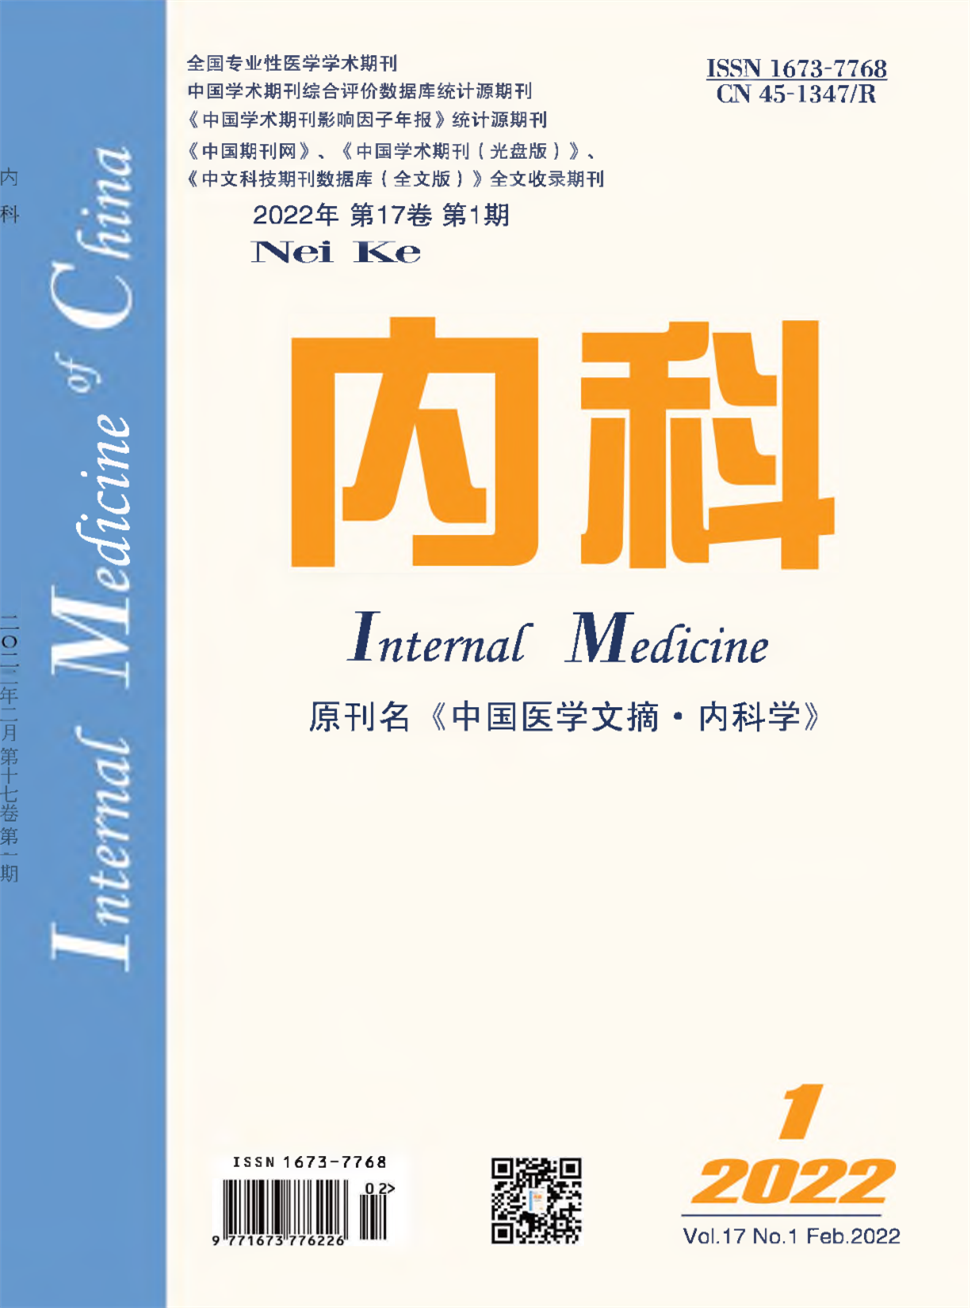 全国专业性医学学术期刊
中国学术期刊综合评价数据库统计源期刊
《中国学术期刊影响因子年报》统计源期刊
《中国期刊网》、《中国学术期刊(光盘版)》、
《中文科技期刊数据库(全文版)》全文收录期刊
ISSN 1673-7768
CN 45-1347/R
2022年 第17卷 第1期
Nei Ke
内科
Internal Medicine
原刊名《中国医学文摘·内科学》
Internal Medicine of China
内科
二〇二二年二月第十七卷第一期
1
2022
Vol.17 No.1 Feb.2022
ISSN 1673-7768
02>
9 771673 776226